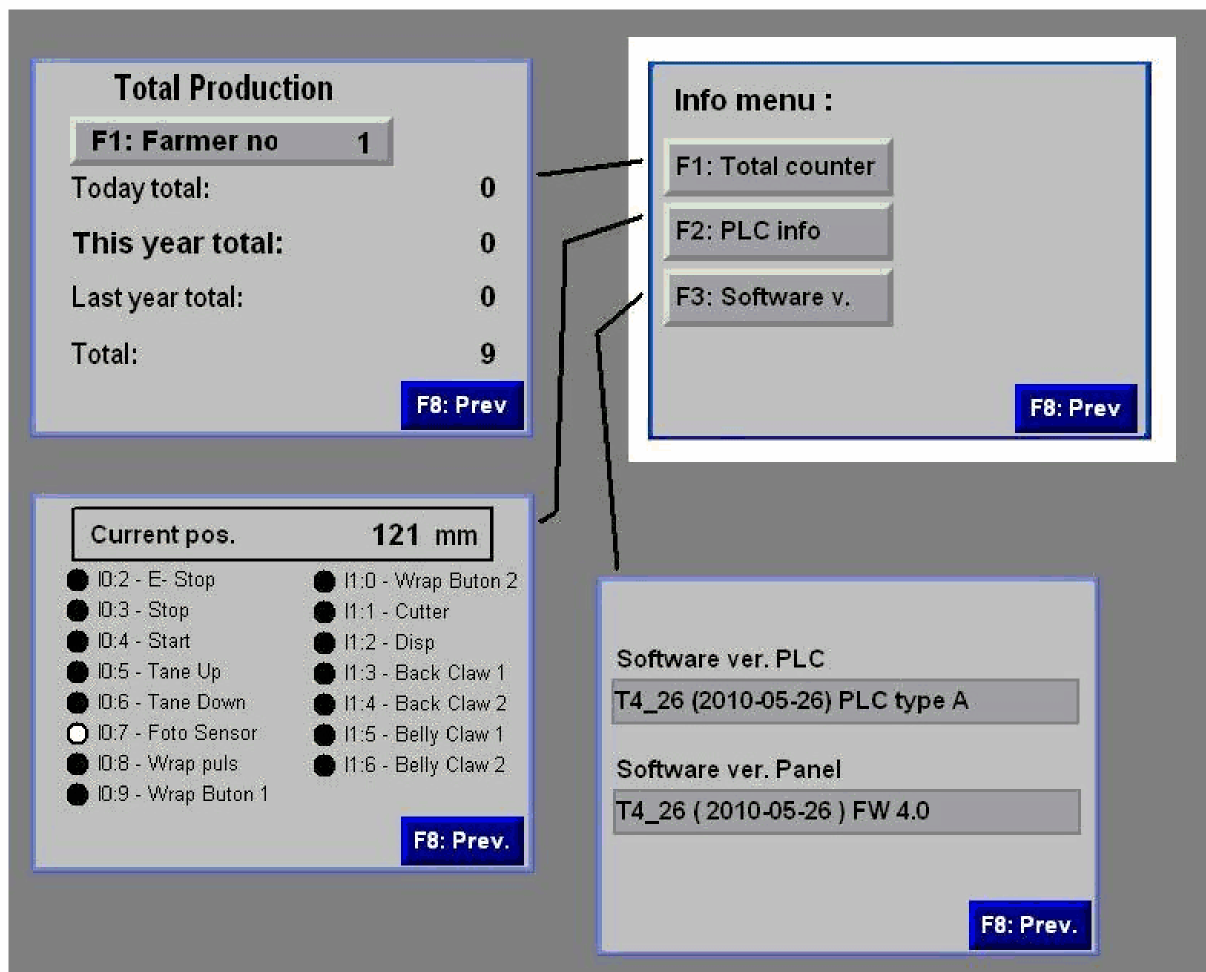 Total Production
F1: Farmer no 1
Today total: 0
This year total: 0
Last year total: 0
Total: 9
F8: Prev
Info menu :
F1: Total counter
F2: PLC info
F3: Software v.
F8: Prev
Current pos. 121 mm
I0:2 - E- Stop
I0:3 - Stop
I0:4 - Start
I0:5 - Tane Up
I0:6 - Tane Down
I0:7 - Foto Sensor
I0:8 - Wrap puls
I0:9 - Wrap Buton 1
I1:0 - Wrap Buton 2
I1:1 - Cutter
I1:2 - Disp
I1:3 - Back Claw 1
I1:4 - Back Claw 2
I1:5 - Belly Claw 1
I1:6 - Belly Claw 2
F8: Prev.
Software ver. PLC
T4_26 (2010-05-26) PLC type A
Software ver. Panel
T4_26 ( 2010-05-26 ) FW 4.0
F8: Prev.